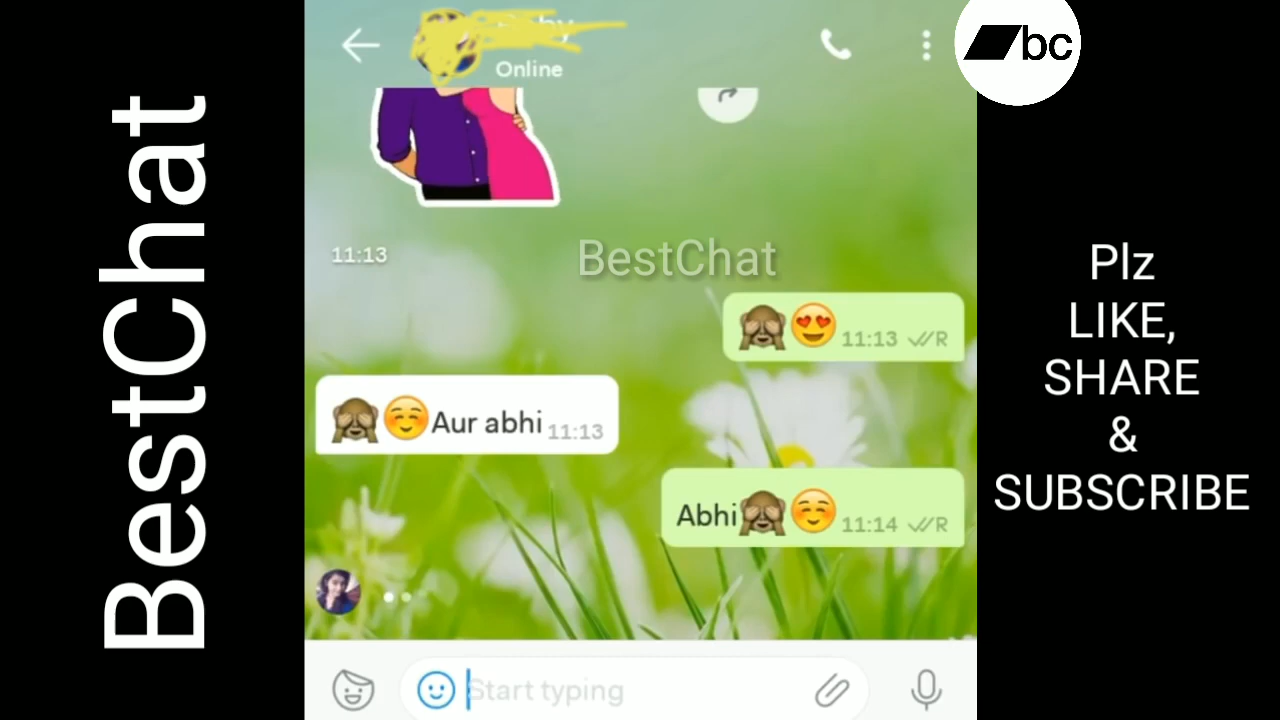 BestChat
Online
11:13
BestChat
🙈😍 11:13 R
🙈☺️Aur abhi 11:13
Abhi🙈☺️ 11:14 R
Start typing
bc
Plz
LIKE,
SHARE
&
SUBSCRIBE